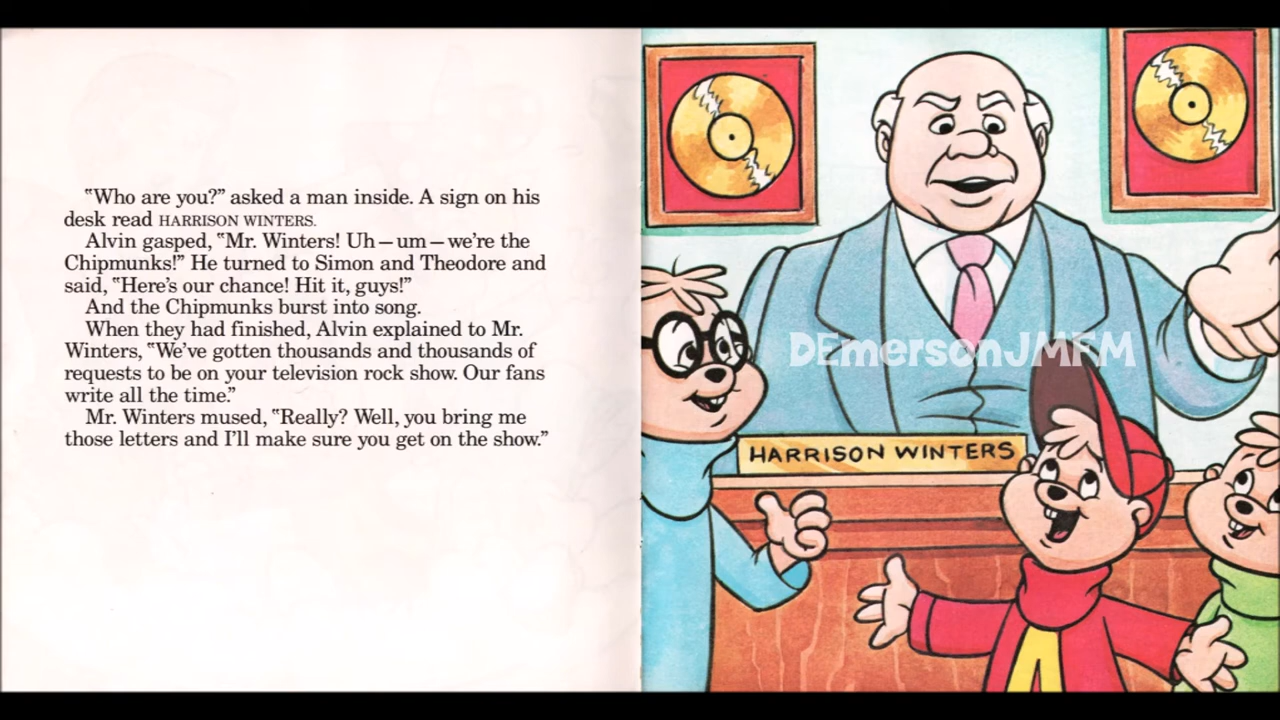 "Who are you?" asked a man inside. A sign on his
desk read HARRISON WINTERS.
Alvin gasped, "Mr. Winters! Uh—um—we're the
Chipmunks!" He turned to Simon and Theodore and
said, "Here's our chance! Hit it, guys!"
And the Chipmunks burst into song.
When they had finished, Alvin explained to Mr.
Winters, "We've gotten thousands and thousands of
requests to be on your television rock show. Our fans
write all the time."
Mr. Winters mused, "Really? Well, you bring me
those letters and I'll make sure you get on the show."
DEmersonJMFM
HARRISON WINTERS
A